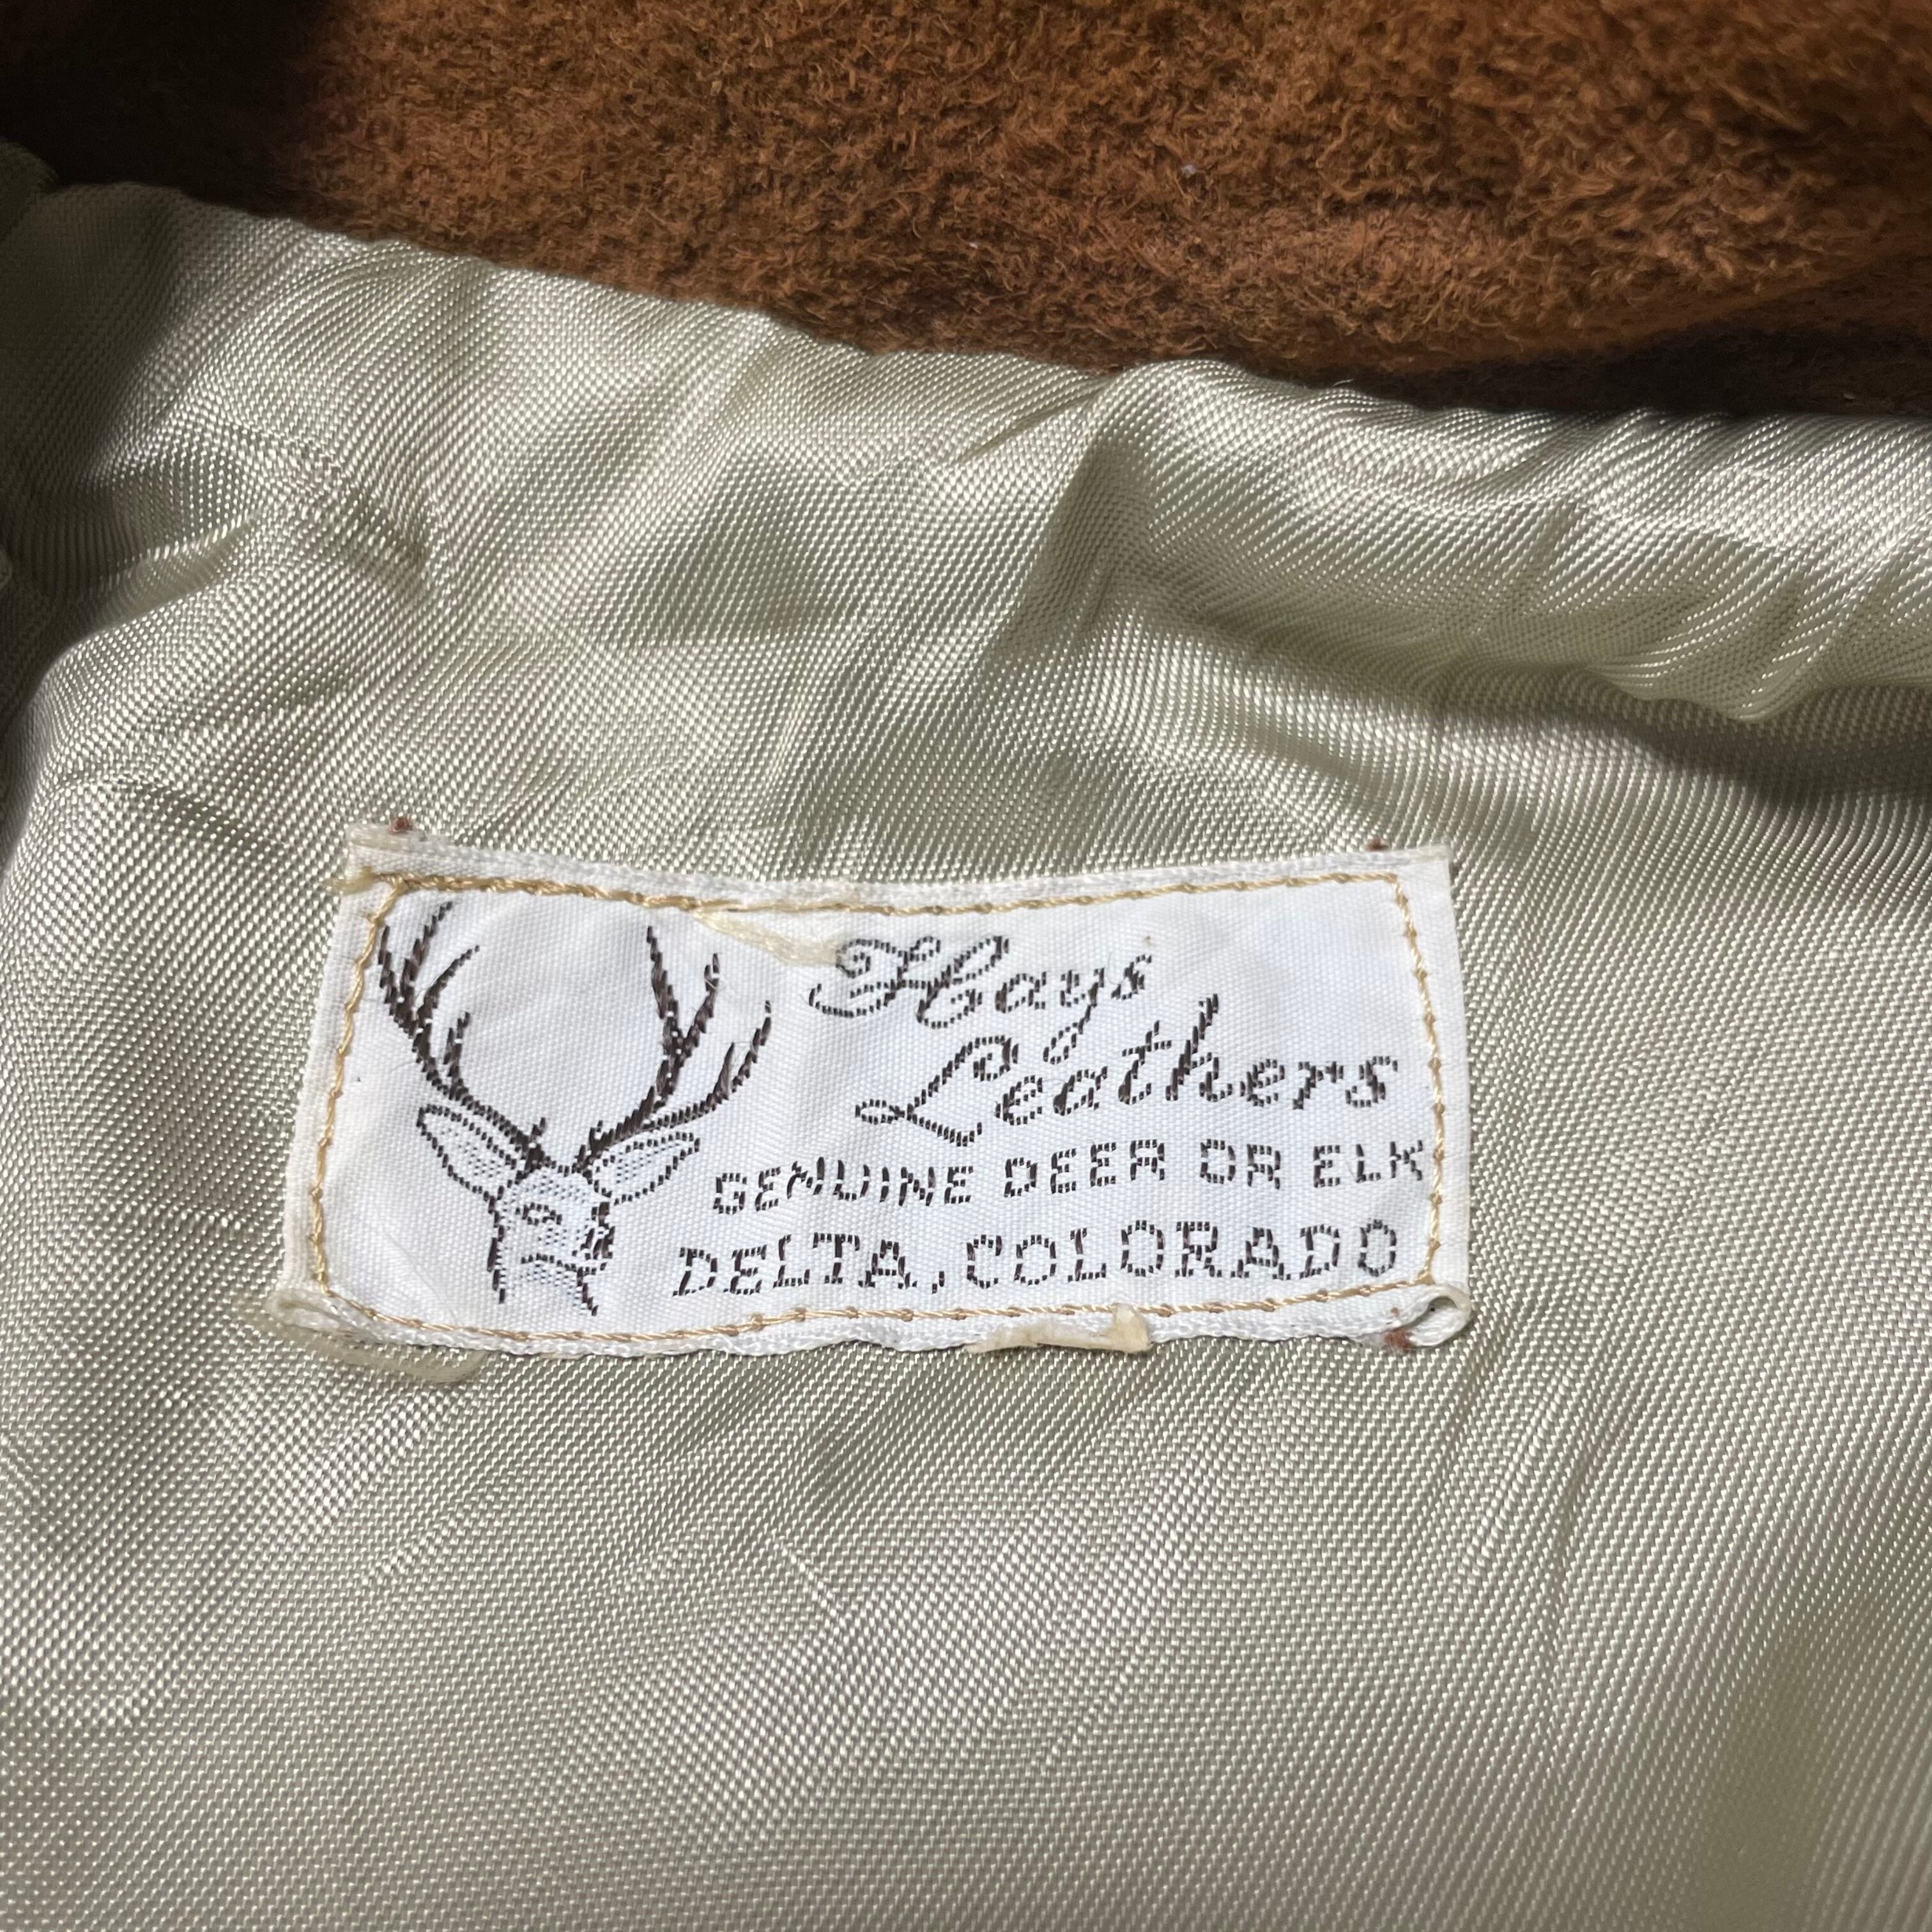 Hays
Leathers
GENUINE DEER OR ELK
DELTA, COLORADO